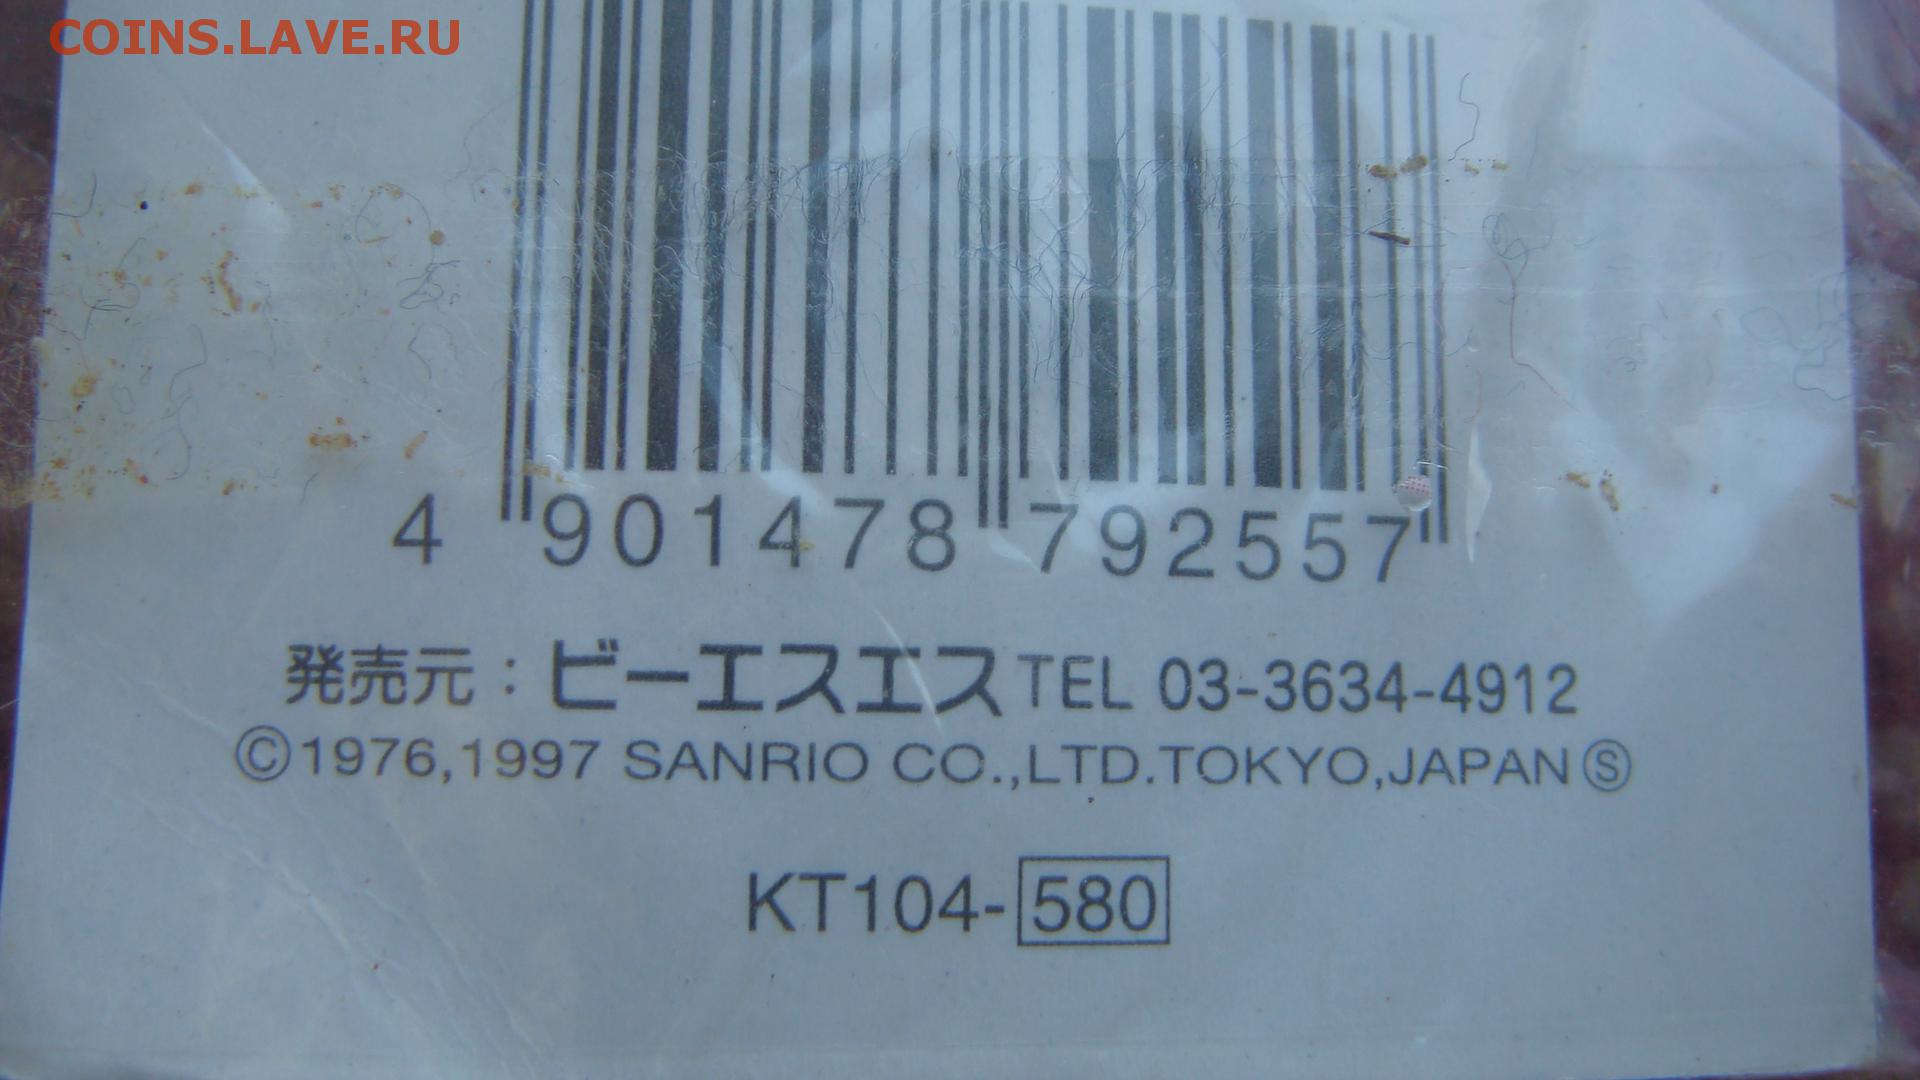 COINS.LAVE.RU
4 901478 792557
発売元：ビーエスエス TEL 03-3634-4912
©1976,1997 SANRIO CO.,LTD.TOKYO,JAPAN Ⓢ
KT104-580